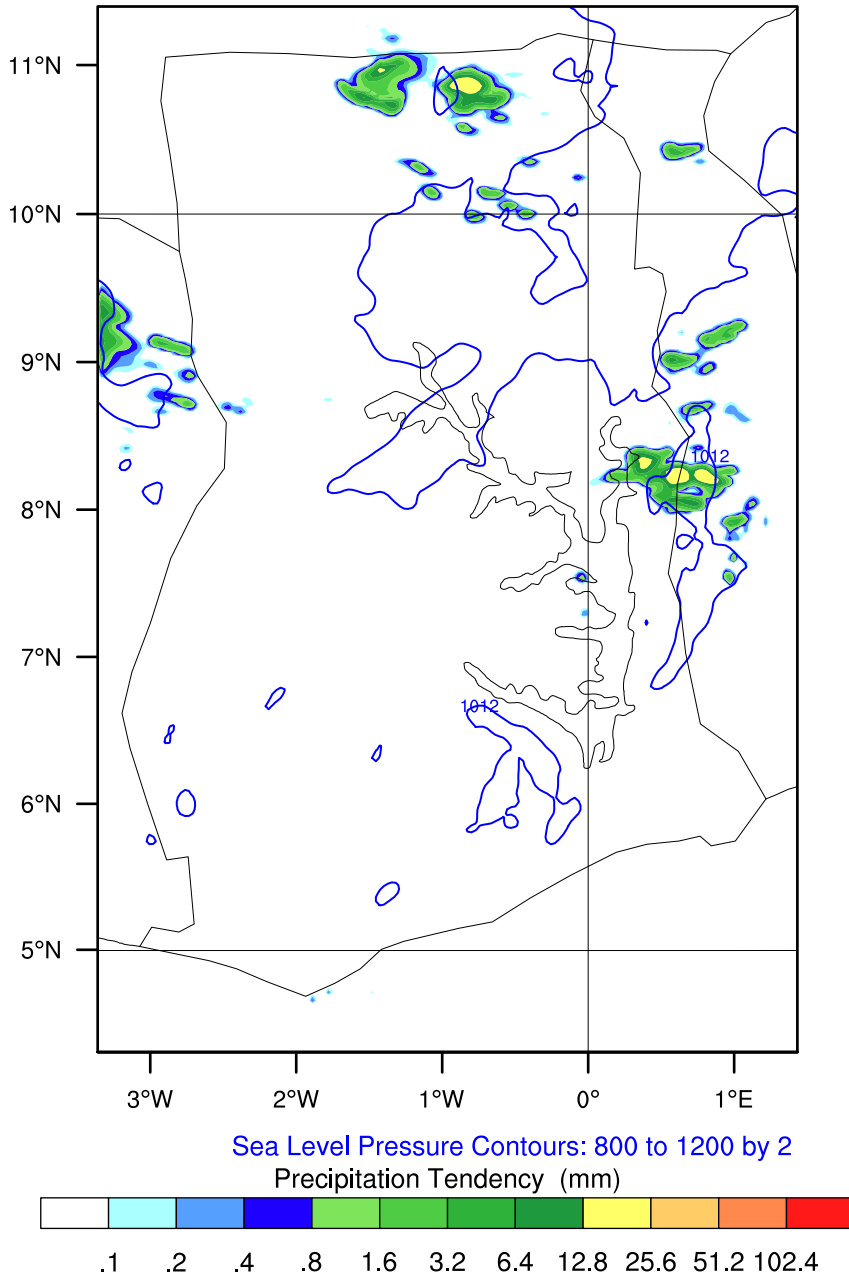 11°N
10°N
9°N
1012
8°N
7°N
1012
6°N
5°N
3°W 2°W 1°W 0° 1°E
Sea Level Pressure Contours: 800 to 1200 by 2
Precipitation Tendency (mm)
.1 .2 .4 .8 1.6 3.2 6.4 12.8 25.6 51.2 102.4